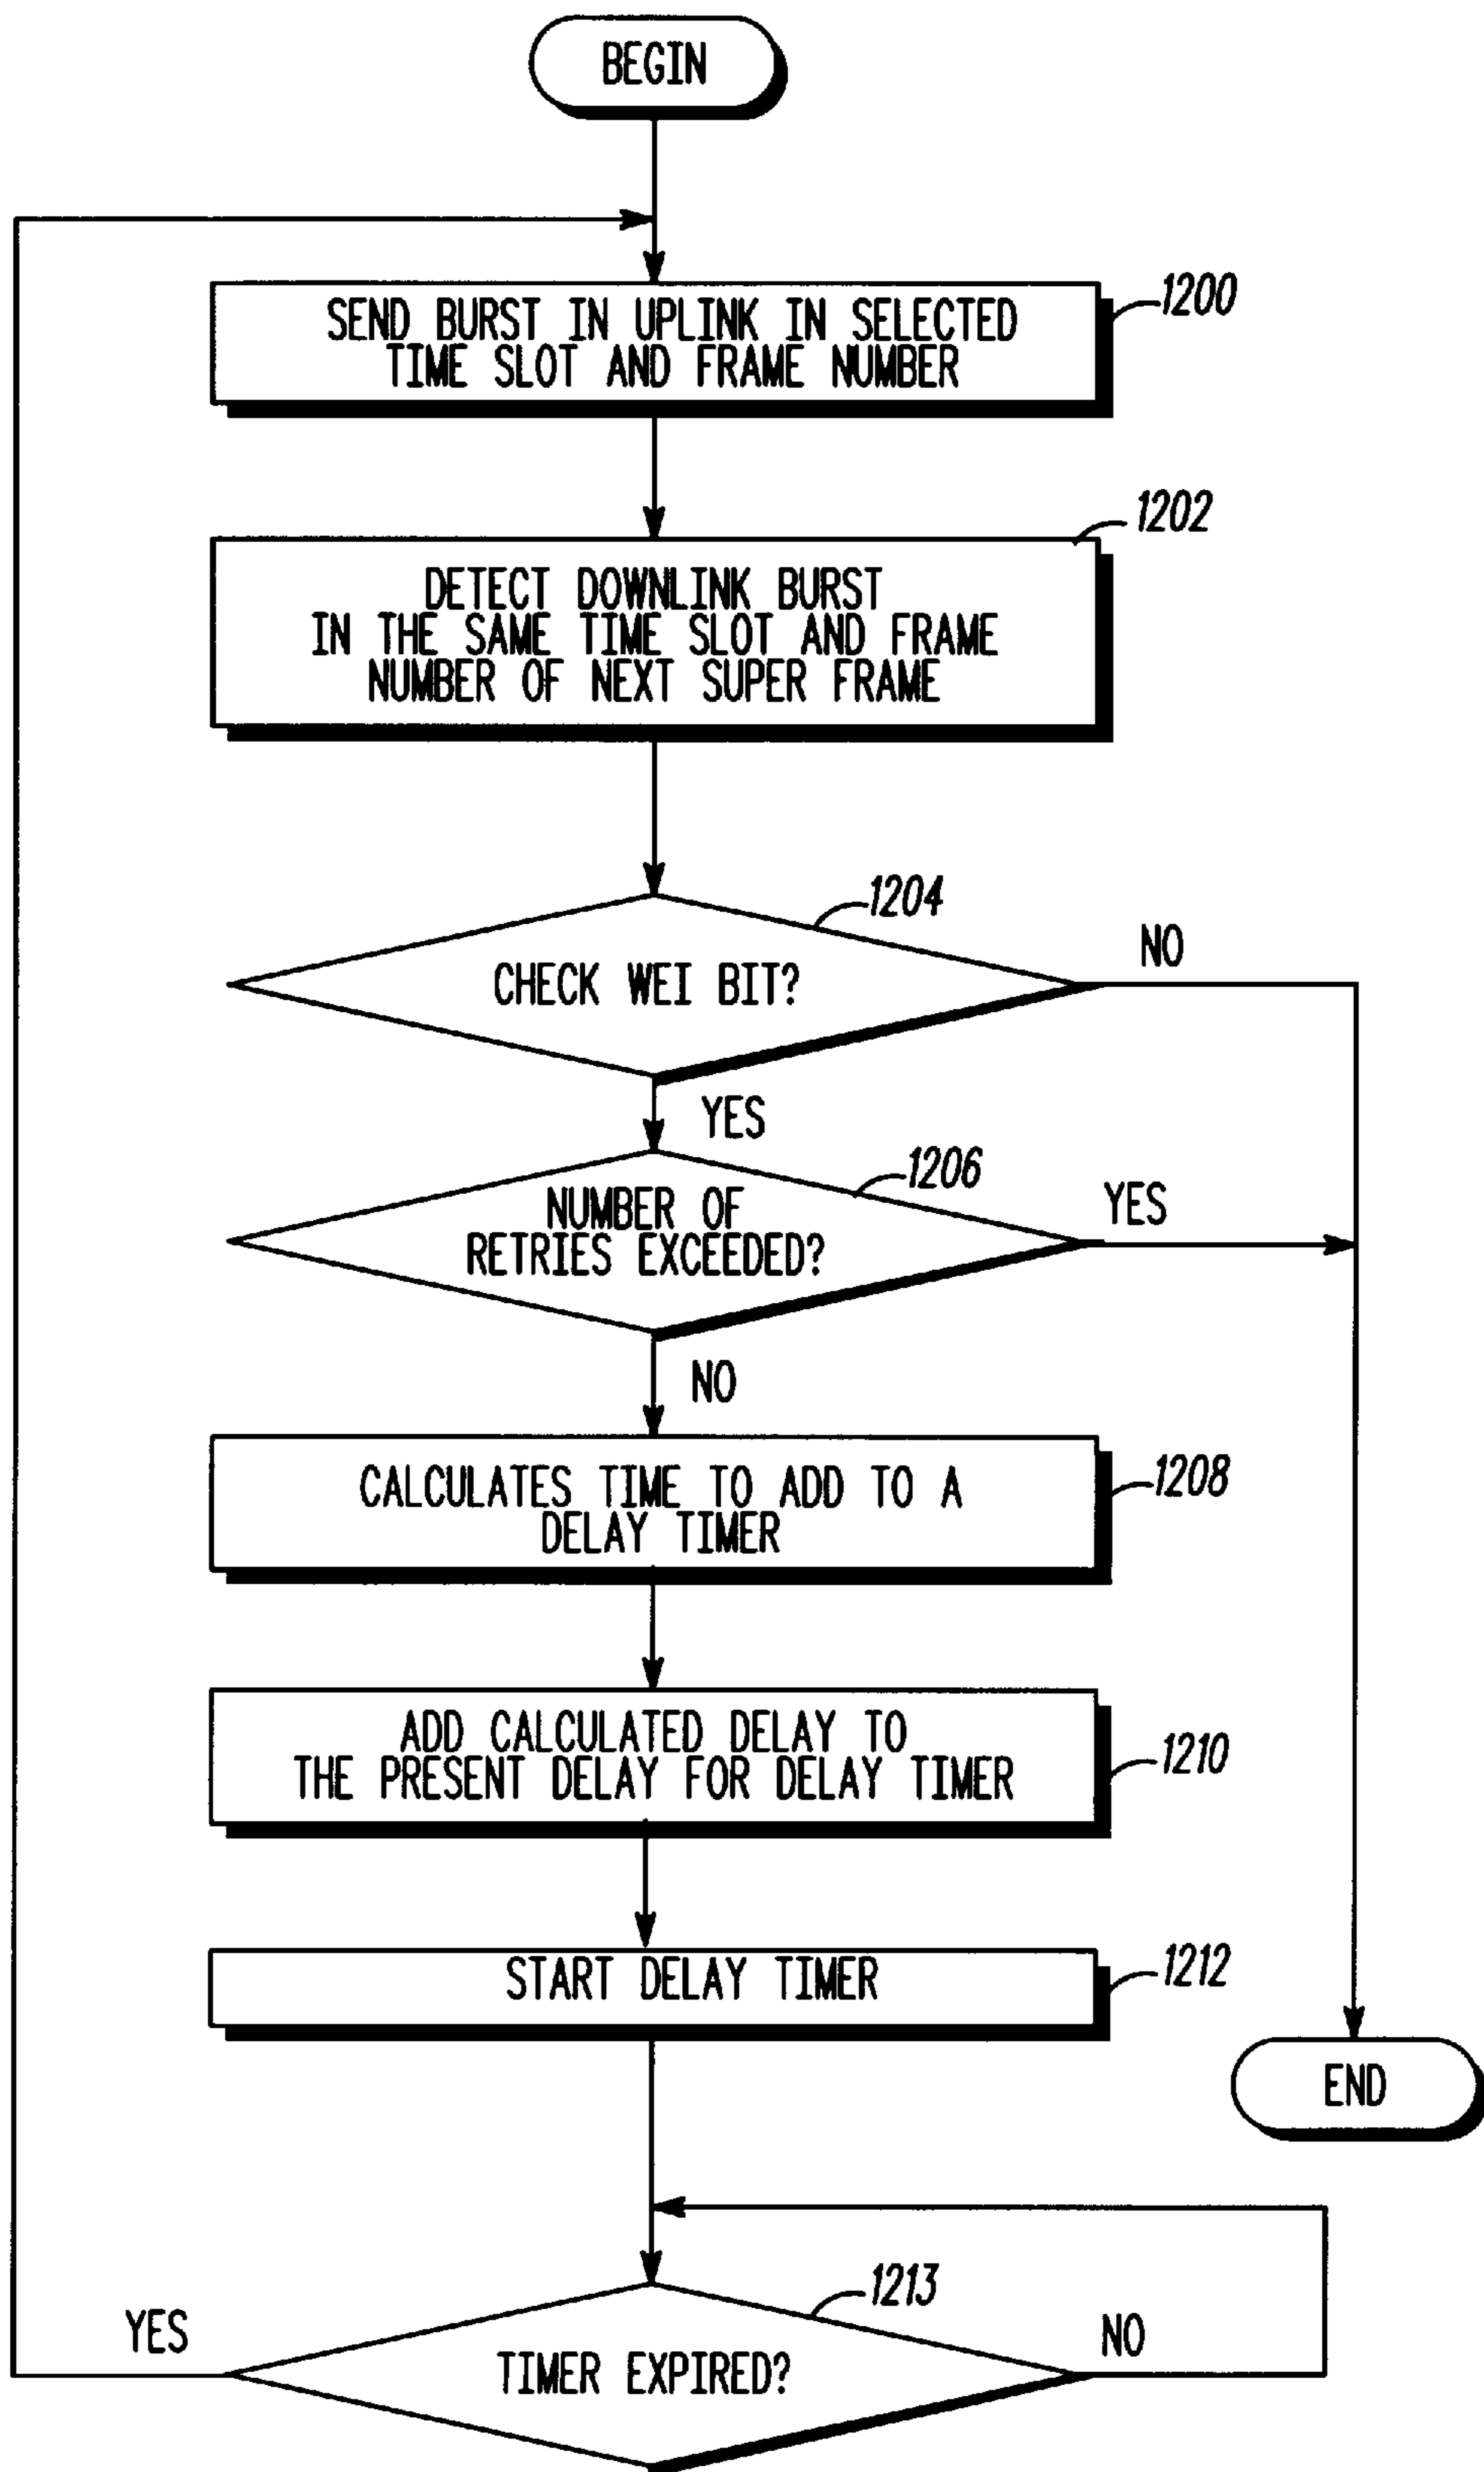 BEGIN
SEND BURST IN UPLINK IN SELECTED
TIME SLOT AND FRAME NUMBER
1200
DETECT DOWNLINK BURST
IN THE SAME TIME SLOT AND FRAME
NUMBER OF NEXT SUPER FRAME
1202
CHECK WEI BIT?
1204
NO
YES
NUMBER OF
RETRIES EXCEEDED?
1206
YES
NO
CALCULATES TIME TO ADD TO A
DELAY TIMER
1208
ADD CALCULATED DELAY TO
THE PRESENT DELAY FOR DELAY TIMER
1210
START DELAY TIMER
1212
END
TIMER EXPIRED?
1213
YES
NO